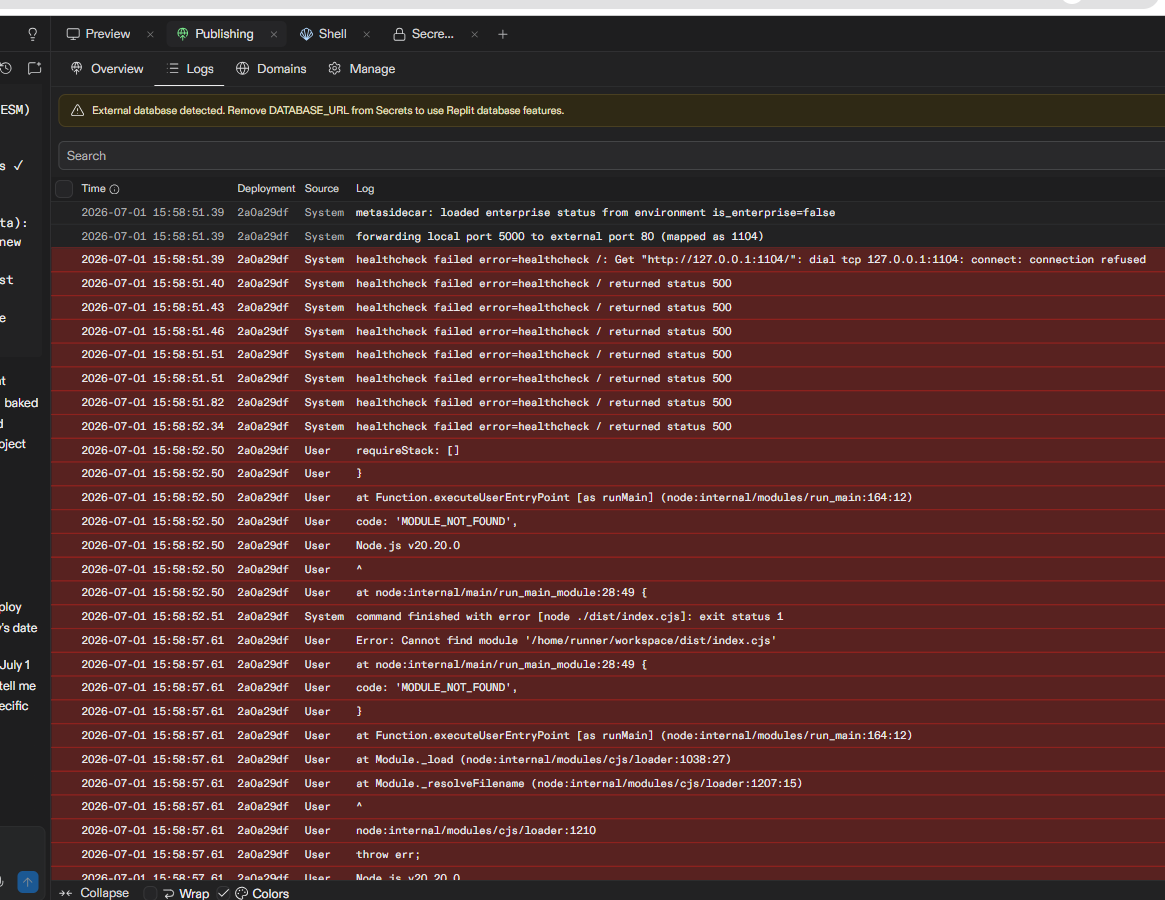 Preview
Publishing
Shell
Secre...
Overview
Logs
Domains
Manage
ESM)
s ✓
ta):
new
st
e
t
baked
d
oject
ploy
's date
July 1
tell me
ecific
External database detected. Remove DATABASE_URL from Secrets to use Replit database features.
Search
Time Deployment Source Log
2026-07-01 15:58:51.39 2a0a29df System metasidecar: loaded enterprise status from environment is_enterprise=false
2026-07-01 15:58:51.39 2a0a29df System forwarding local port 5000 to external port 80 (mapped as 1104)
2026-07-01 15:58:51.39 2a0a29df System healthcheck failed error=healthcheck /: Get "http://127.0.0.1:1104/": dial tcp 127.0.0.1:1104: connect: connection refused
2026-07-01 15:58:51.40 2a0a29df System healthcheck failed error=healthcheck / returned status 500
2026-07-01 15:58:51.43 2a0a29df System healthcheck failed error=healthcheck / returned status 500
2026-07-01 15:58:51.46 2a0a29df System healthcheck failed error=healthcheck / returned status 500
2026-07-01 15:58:51.51 2a0a29df System healthcheck failed error=healthcheck / returned status 500
2026-07-01 15:58:51.51 2a0a29df System healthcheck failed error=healthcheck / returned status 500
2026-07-01 15:58:51.82 2a0a29df System healthcheck failed error=healthcheck / returned status 500
2026-07-01 15:58:52.34 2a0a29df System healthcheck failed error=healthcheck / returned status 500
2026-07-01 15:58:52.50 2a0a29df User requireStack: []
2026-07-01 15:58:52.50 2a0a29df User }
2026-07-01 15:58:52.50 2a0a29df User at Function.executeUserEntryPoint [as runMain] (node:internal/modules/run_main:164:12)
2026-07-01 15:58:52.50 2a0a29df User code: 'MODULE_NOT_FOUND',
2026-07-01 15:58:52.50 2a0a29df User Node.js v20.20.0
2026-07-01 15:58:52.50 2a0a29df User ^
2026-07-01 15:58:52.50 2a0a29df User at node:internal/main/run_main_module:28:49 {
2026-07-01 15:58:52.51 2a0a29df System command finished with error [node ./dist/index.cjs]: exit status 1
2026-07-01 15:58:57.61 2a0a29df User Error: Cannot find module '/home/runner/workspace/dist/index.cjs'
2026-07-01 15:58:57.61 2a0a29df User at node:internal/main/run_main_module:28:49 {
2026-07-01 15:58:57.61 2a0a29df User code: 'MODULE_NOT_FOUND',
2026-07-01 15:58:57.61 2a0a29df User }
2026-07-01 15:58:57.61 2a0a29df User at Function.executeUserEntryPoint [as runMain] (node:internal/modules/run_main:164:12)
2026-07-01 15:58:57.61 2a0a29df User at Module._load (node:internal/modules/cjs/loader:1038:27)
2026-07-01 15:58:57.61 2a0a29df User at Module._resolveFilename (node:internal/modules/cjs/loader:1207:15)
2026-07-01 15:58:57.61 2a0a29df User ^
2026-07-01 15:58:57.61 2a0a29df User node:internal/modules/cjs/loader:1210
2026-07-01 15:58:57.61 2a0a29df User throw err;
2026-07-01 15:58:57.61 2a0a29df User Node.js v20.20.0
Collapse Wrap Colors